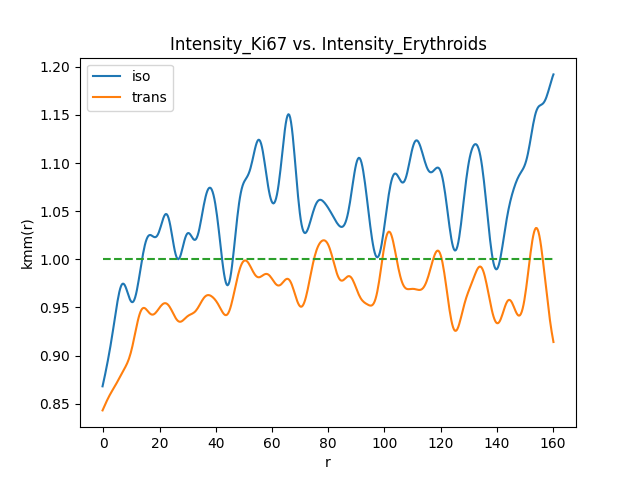 Intensity_Ki67 vs. Intensity_Erythroids
iso
trans
kmm(r)
1.20
1.15
1.10
1.05
1.00
0.95
0.90
0.85
0 20 40 60 80 100 120 140 160
r